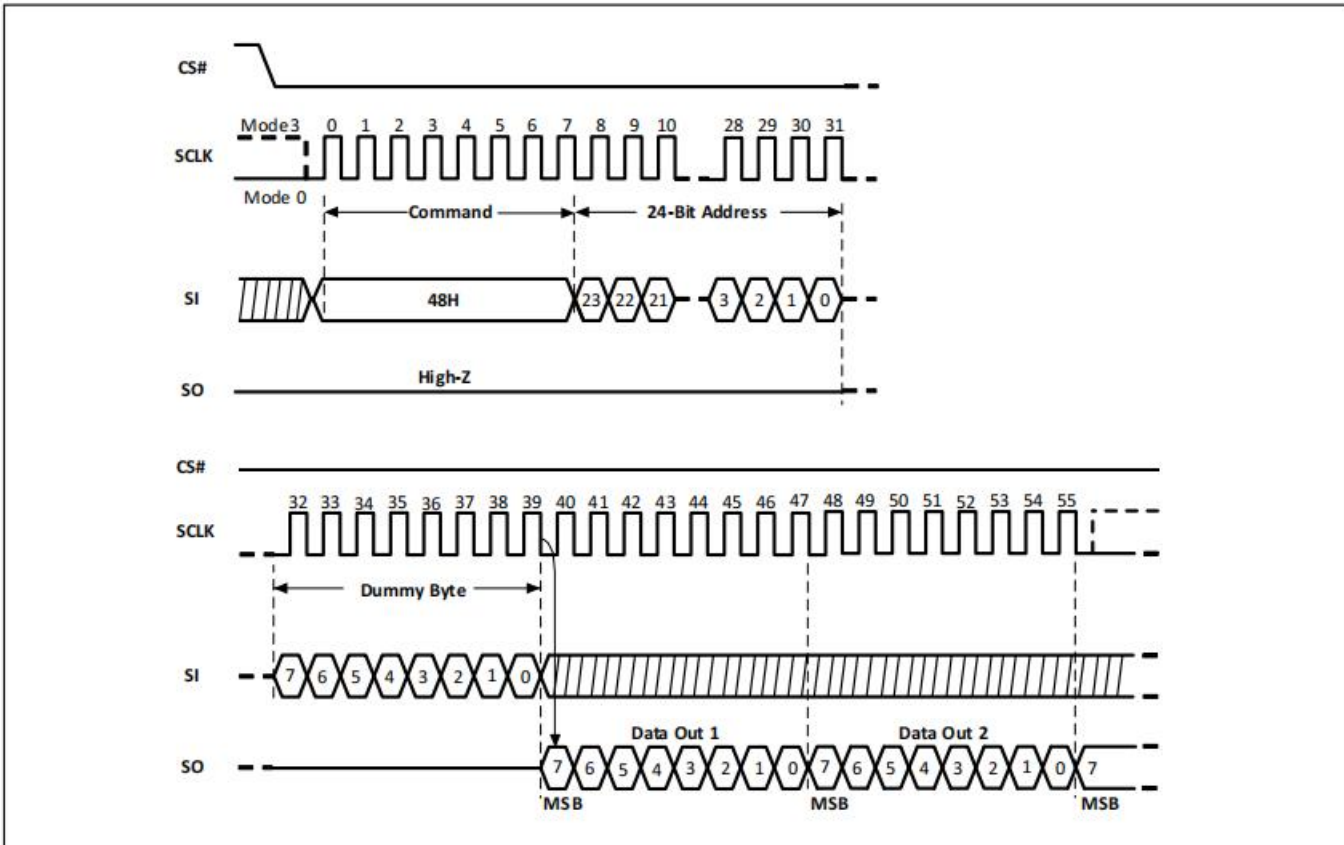 CS#
Mode3 0 1 2 3 4 5 6 7 8 9 10 28 29 30 31
SCLK
Mode 0
Command 24-Bit Address
SI 48H 23 22 21 3 2 1 0
High-Z
SO
CS#
32 33 34 35 36 37 38 39 40 41 42 43 44 45 46 47 48 49 50 51 52 53 54 55
SCLK
Dummy Byte
SI 7 6 5 4 3 2 1 0
Data Out 1 Data Out 2
SO 7 6 5 4 3 2 1 0 7 6 5 4 3 2 1 0 7
MSB MSB MSB